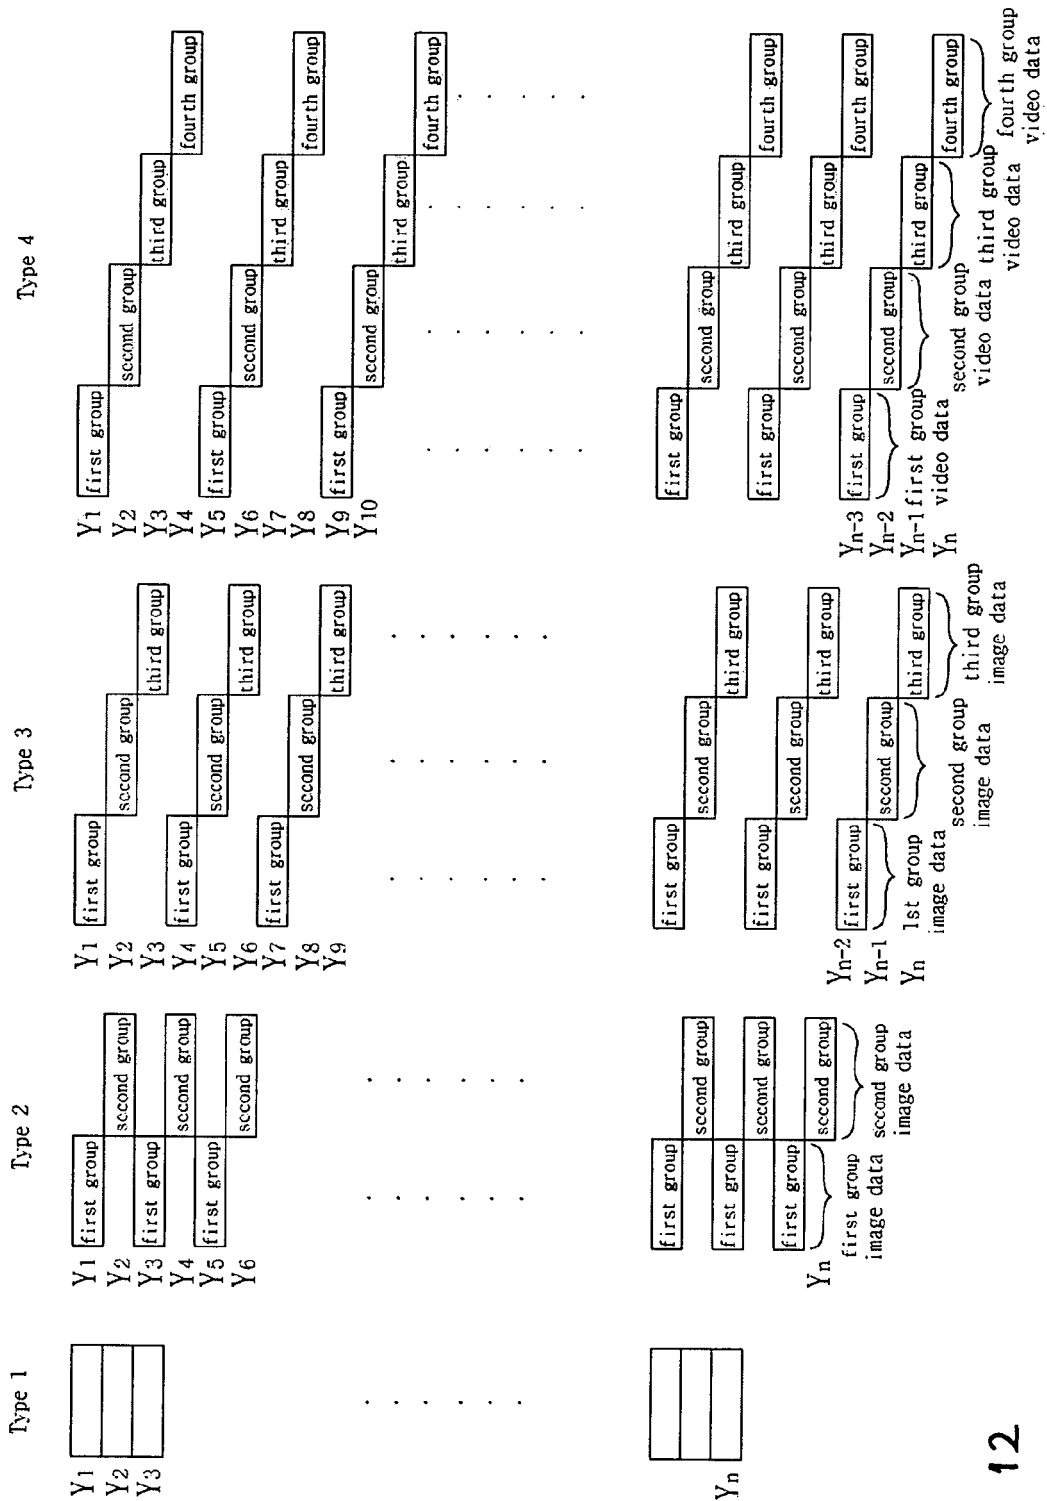 Type 1
Y1
Y2
Y3
Yn
Type 2
Y1
first group
Y2
second group
Y3
first group
Y4
second group
Y5
first group
Y6
second group
first group
second group
first group
second group
first group
Yn
second group
first group
image data
second group
image data
Type 3
Y1
first group
Y2
second group
Y3
third group
Y4
first group
Y5
second group
Y6
third group
Y7
first group
Y8
second group
Y9
third group
first group
second group
third group
first group
second group
third group
Yn-2
first group
Yn-1
second group
Yn
third group
1st group
image data
second group
image data
third group
image data
Type 4
Y1
first group
Y2
second group
Y3
third group
Y4
fourth group
Y5
first group
Y6
second group
Y7
third group
Y8
fourth group
Y9
first group
Y10
second group
third group
fourth group
first group
second group
third group
fourth group
first group
second group
third group
fourth group
Yn-3
first group
Yn-2
second group
Yn-1
third group
Yn
fourth group
first group
video data
second group
video data
third group
video data
fourth group
video data
12